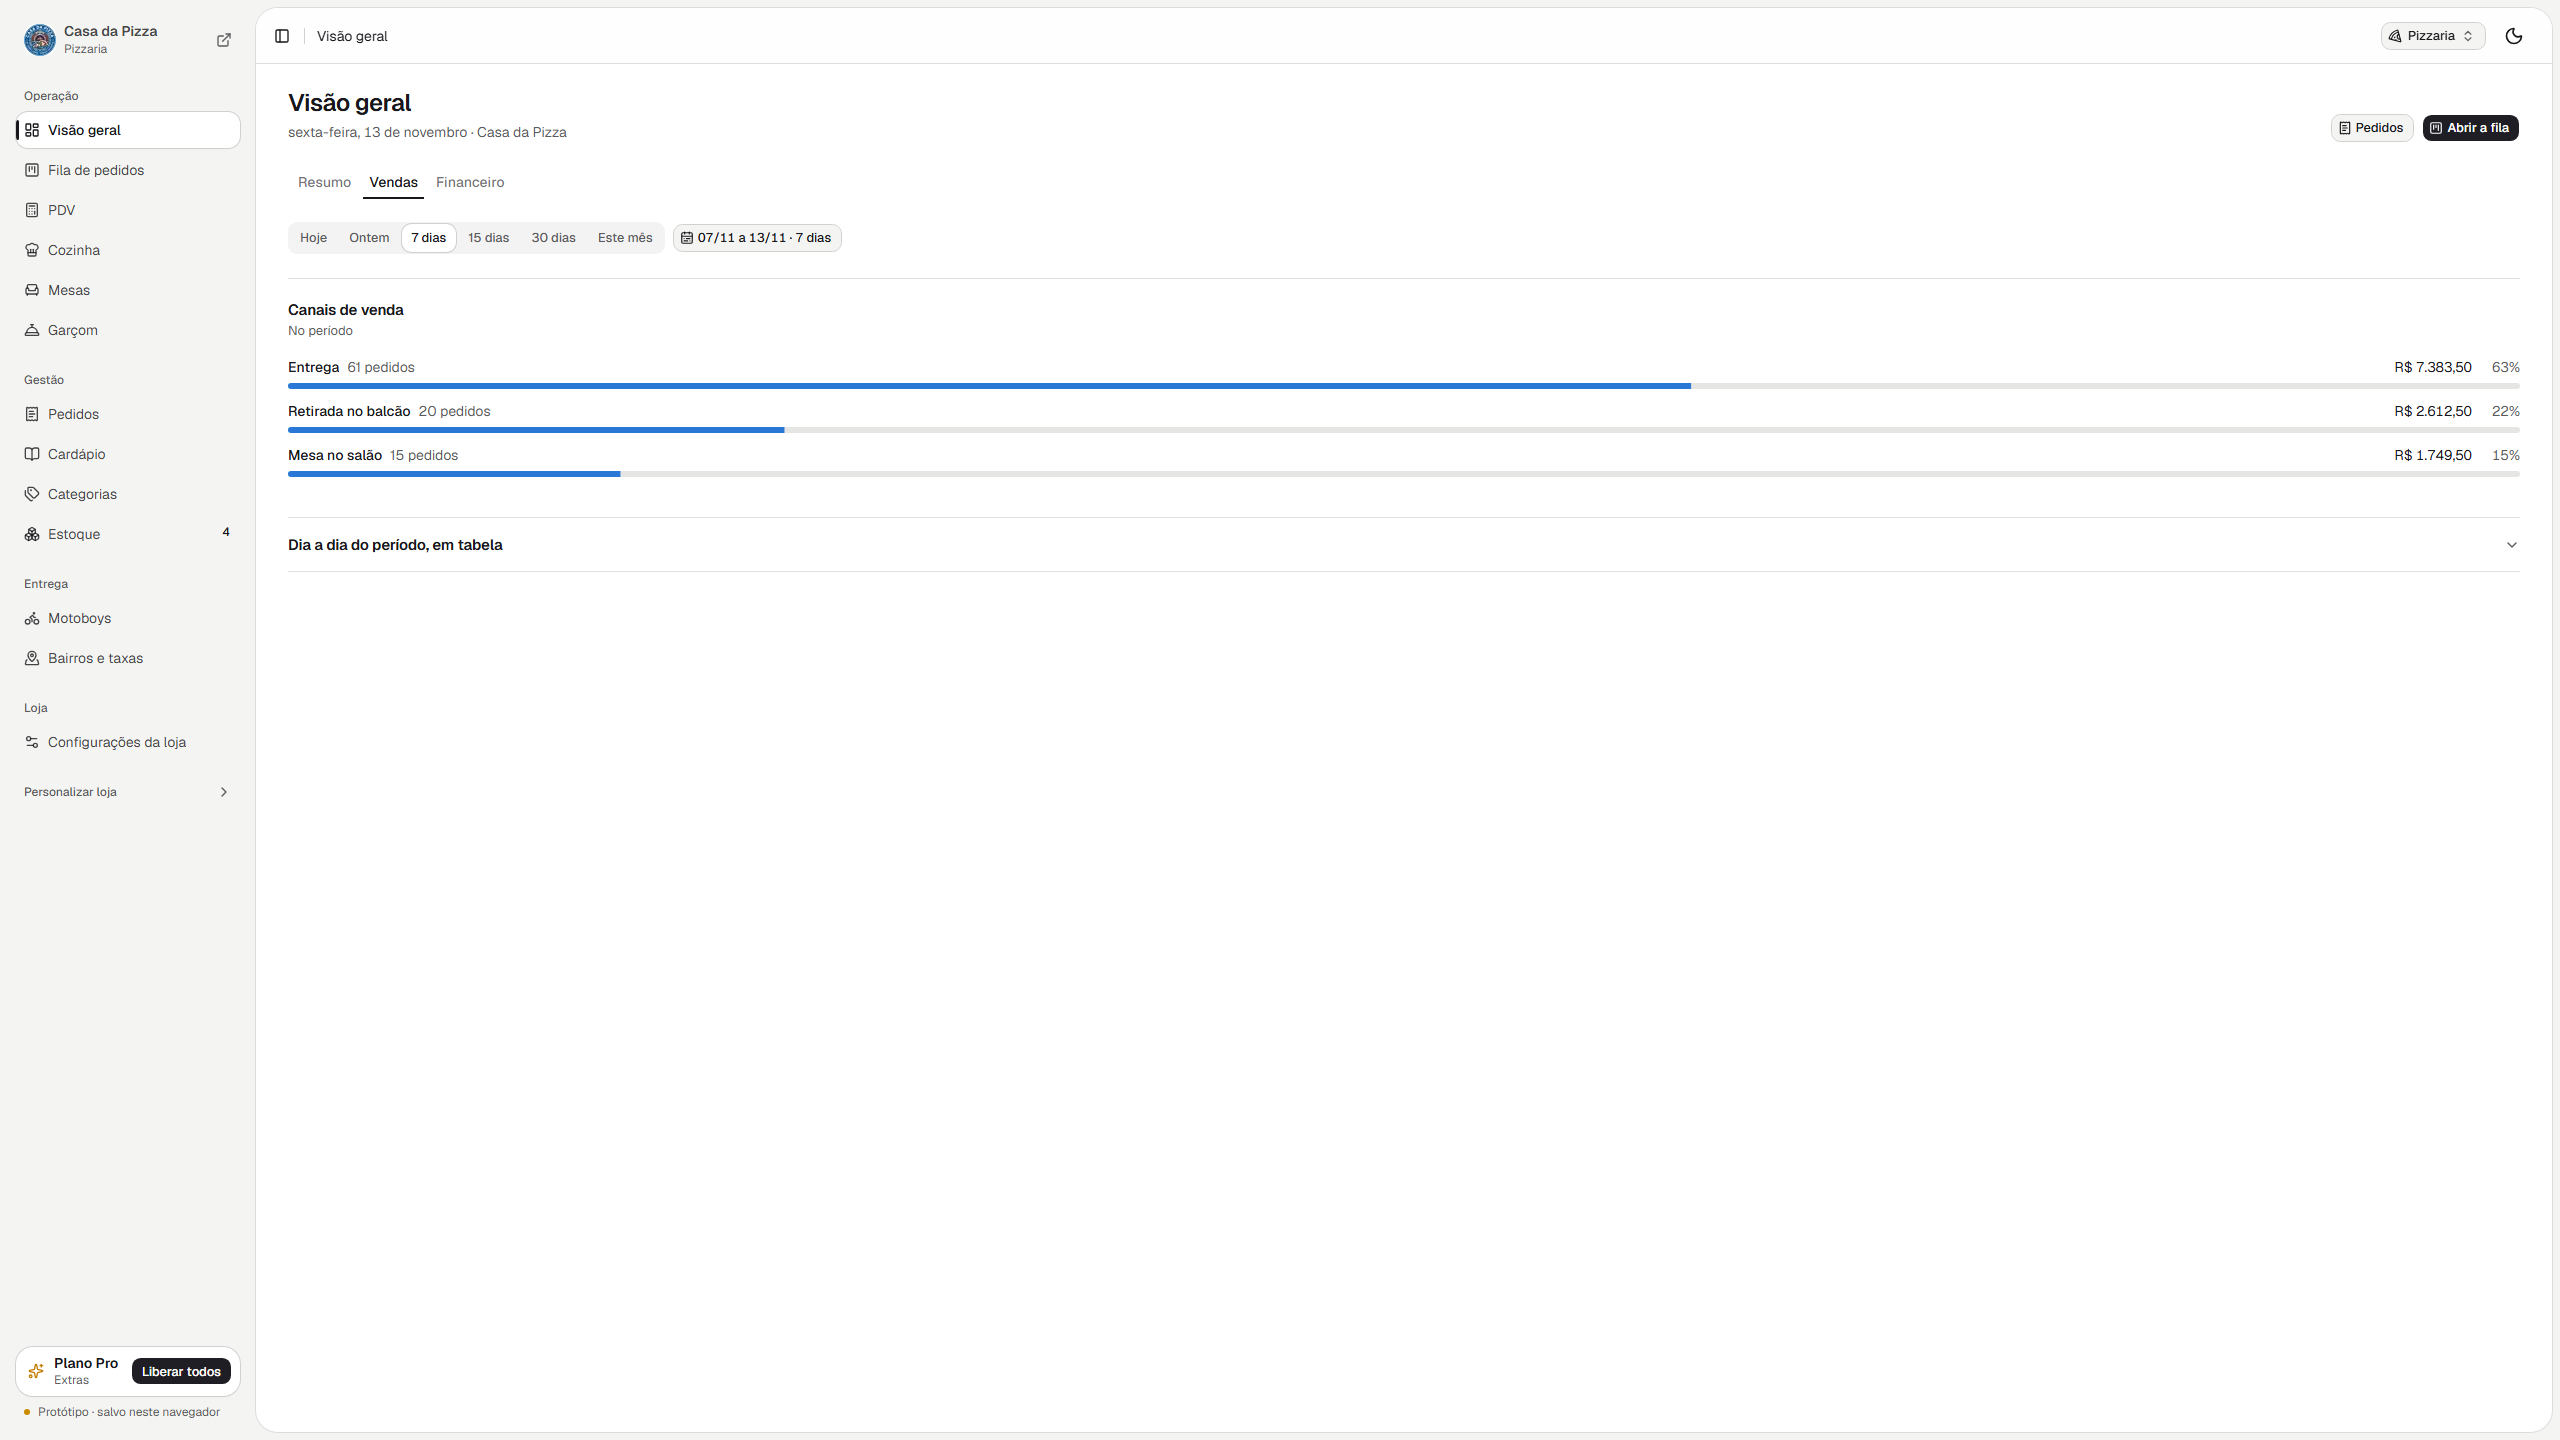 Casa da Pizza
Pizzaria
Operação
Visão geral
Fila de pedidos
PDV
Cozinha
Mesas
Garçom
Gestão
Pedidos
Cardápio
Categorias
Estoque 4
Entrega
Motoboys
Bairros e taxas
Loja
Configurações da loja
Personalizar loja
Plano Pro
Extras
Liberar todos
Protótipo · salvo neste navegador
Visão geral
Pizzaria
Visão geral
sexta-feira, 13 de novembro · Casa da Pizza
Pedidos
Abrir a fila
Resumo Vendas Financeiro
Hoje Ontem 7 dias 15 dias 30 dias Este mês 07/11 a 13/11 · 7 dias
Canais de venda
No período
Entrega 61 pedidos R$ 7.383,50 63%
Retirada no balcão 20 pedidos R$ 2.612,50 22%
Mesa no salão 15 pedidos R$ 1.749,50 15%
Dia a dia do período, em tabela